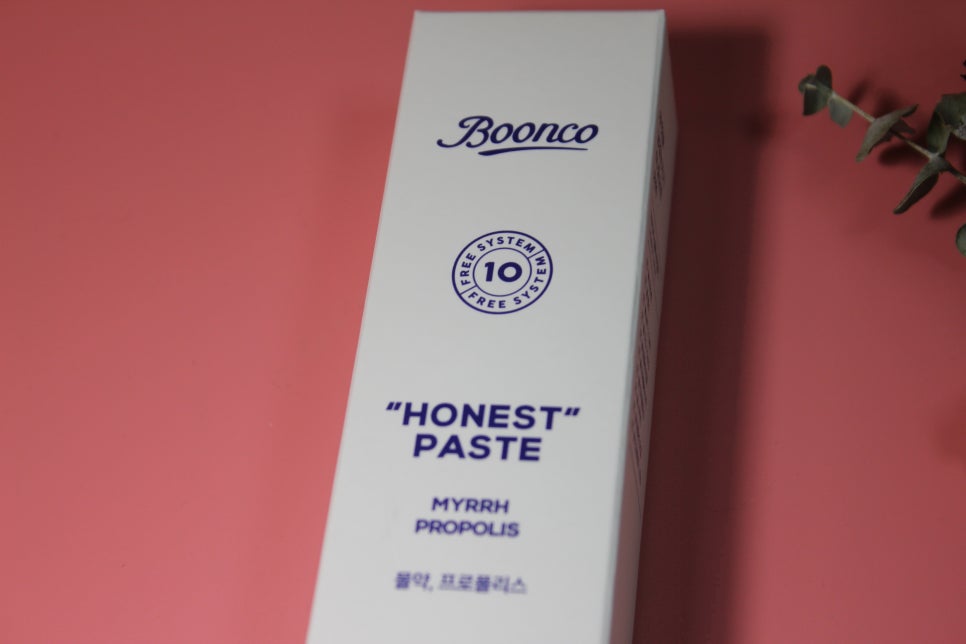 Boonco
FREE SYSTEM
10
FREE SYSTEM
"HONEST"
PASTE
MYRRH
PROPOLIS
몰약, 프로폴리스